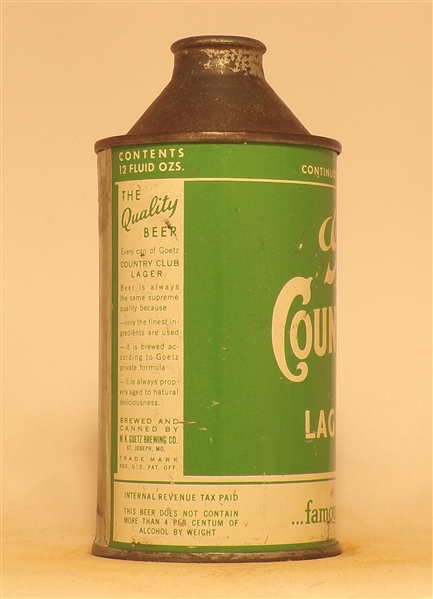 CONTENTS
12 FLUID OZS.
THE
Quality
BEER
Every can of Goetz
COUNTRY CLUB
LAGER
Beer is always
the same supreme
quality because
—only the finest in-
gredients are used
—it is brewed ac-
cording to Goetz
private formula
—it is always prop-
erly aged to natural
deliciousness.
BREWED AND
CANNED BY
M. K. GOETZ BREWING CO.
ST. JOSEPH, MO.
TRADE MARK
REG. U.S. PAT. OFF.
INTERNAL REVENUE TAX PAID
THIS BEER DOES NOT CONTAIN
MORE THAN 4 PER CENTUM OF
ALCOHOL BY WEIGHT
CONTINU
COUN
LAG
...famo